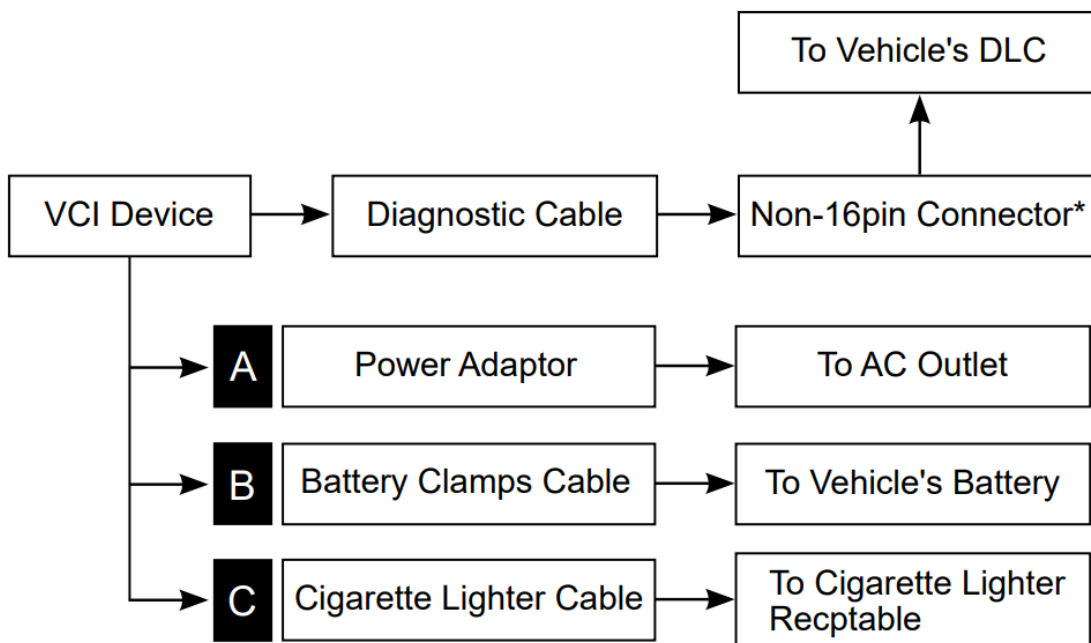 To Vehicle's DLC
VCI Device
Diagnostic Cable
Non-16pin Connector*
A
Power Adaptor
To AC Outlet
B
Battery Clamps Cable
To Vehicle's Battery
C
Cigarette Lighter Cable
To Cigarette Lighter
Recptable